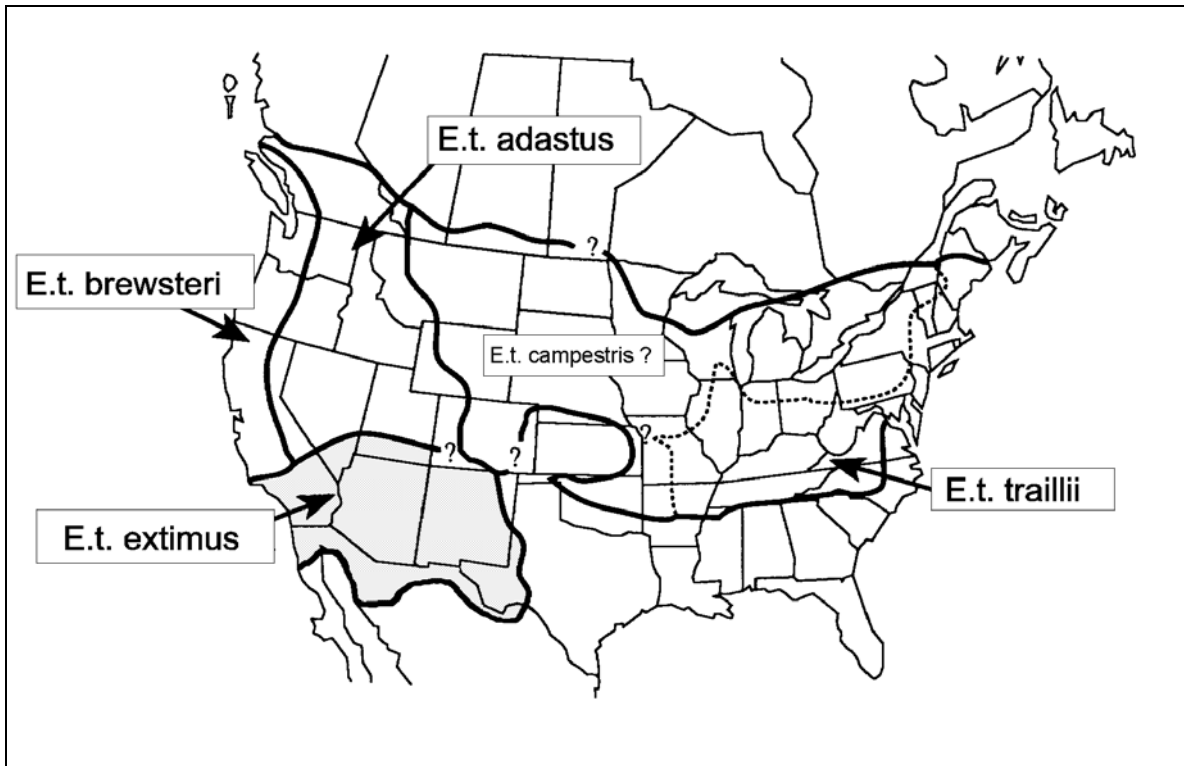 E.t. adastus
?
E.t. brewsteri
E.t. campestris ?
?
?
?
E.t. traillii
E.t. extimus